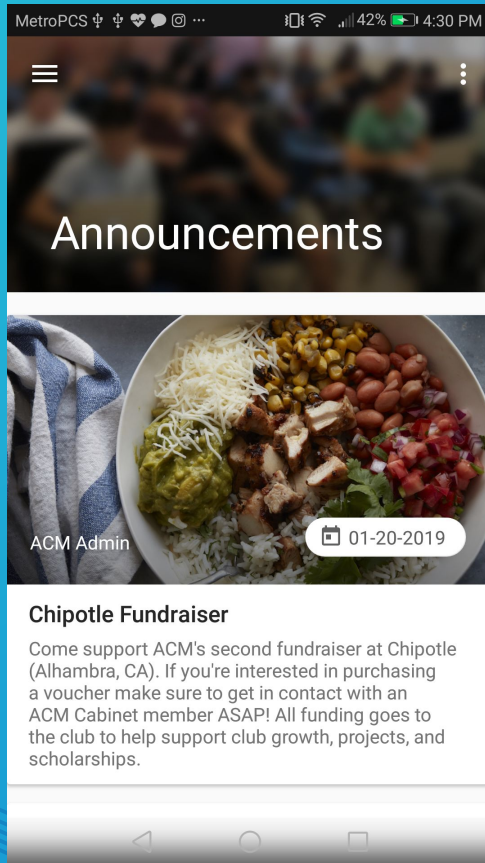 MetroPCS ... 42% 4:30 PM
Announcements
ACM Admin 01-20-2019
Chipotle Fundraiser
Come support ACM's second fundraiser at Chipotle
(Alhambra, CA). If you're interested in purchasing
a voucher make sure to get in contact with an
ACM Cabinet member ASAP! All funding goes to
the club to help support club growth, projects, and
scholarships.